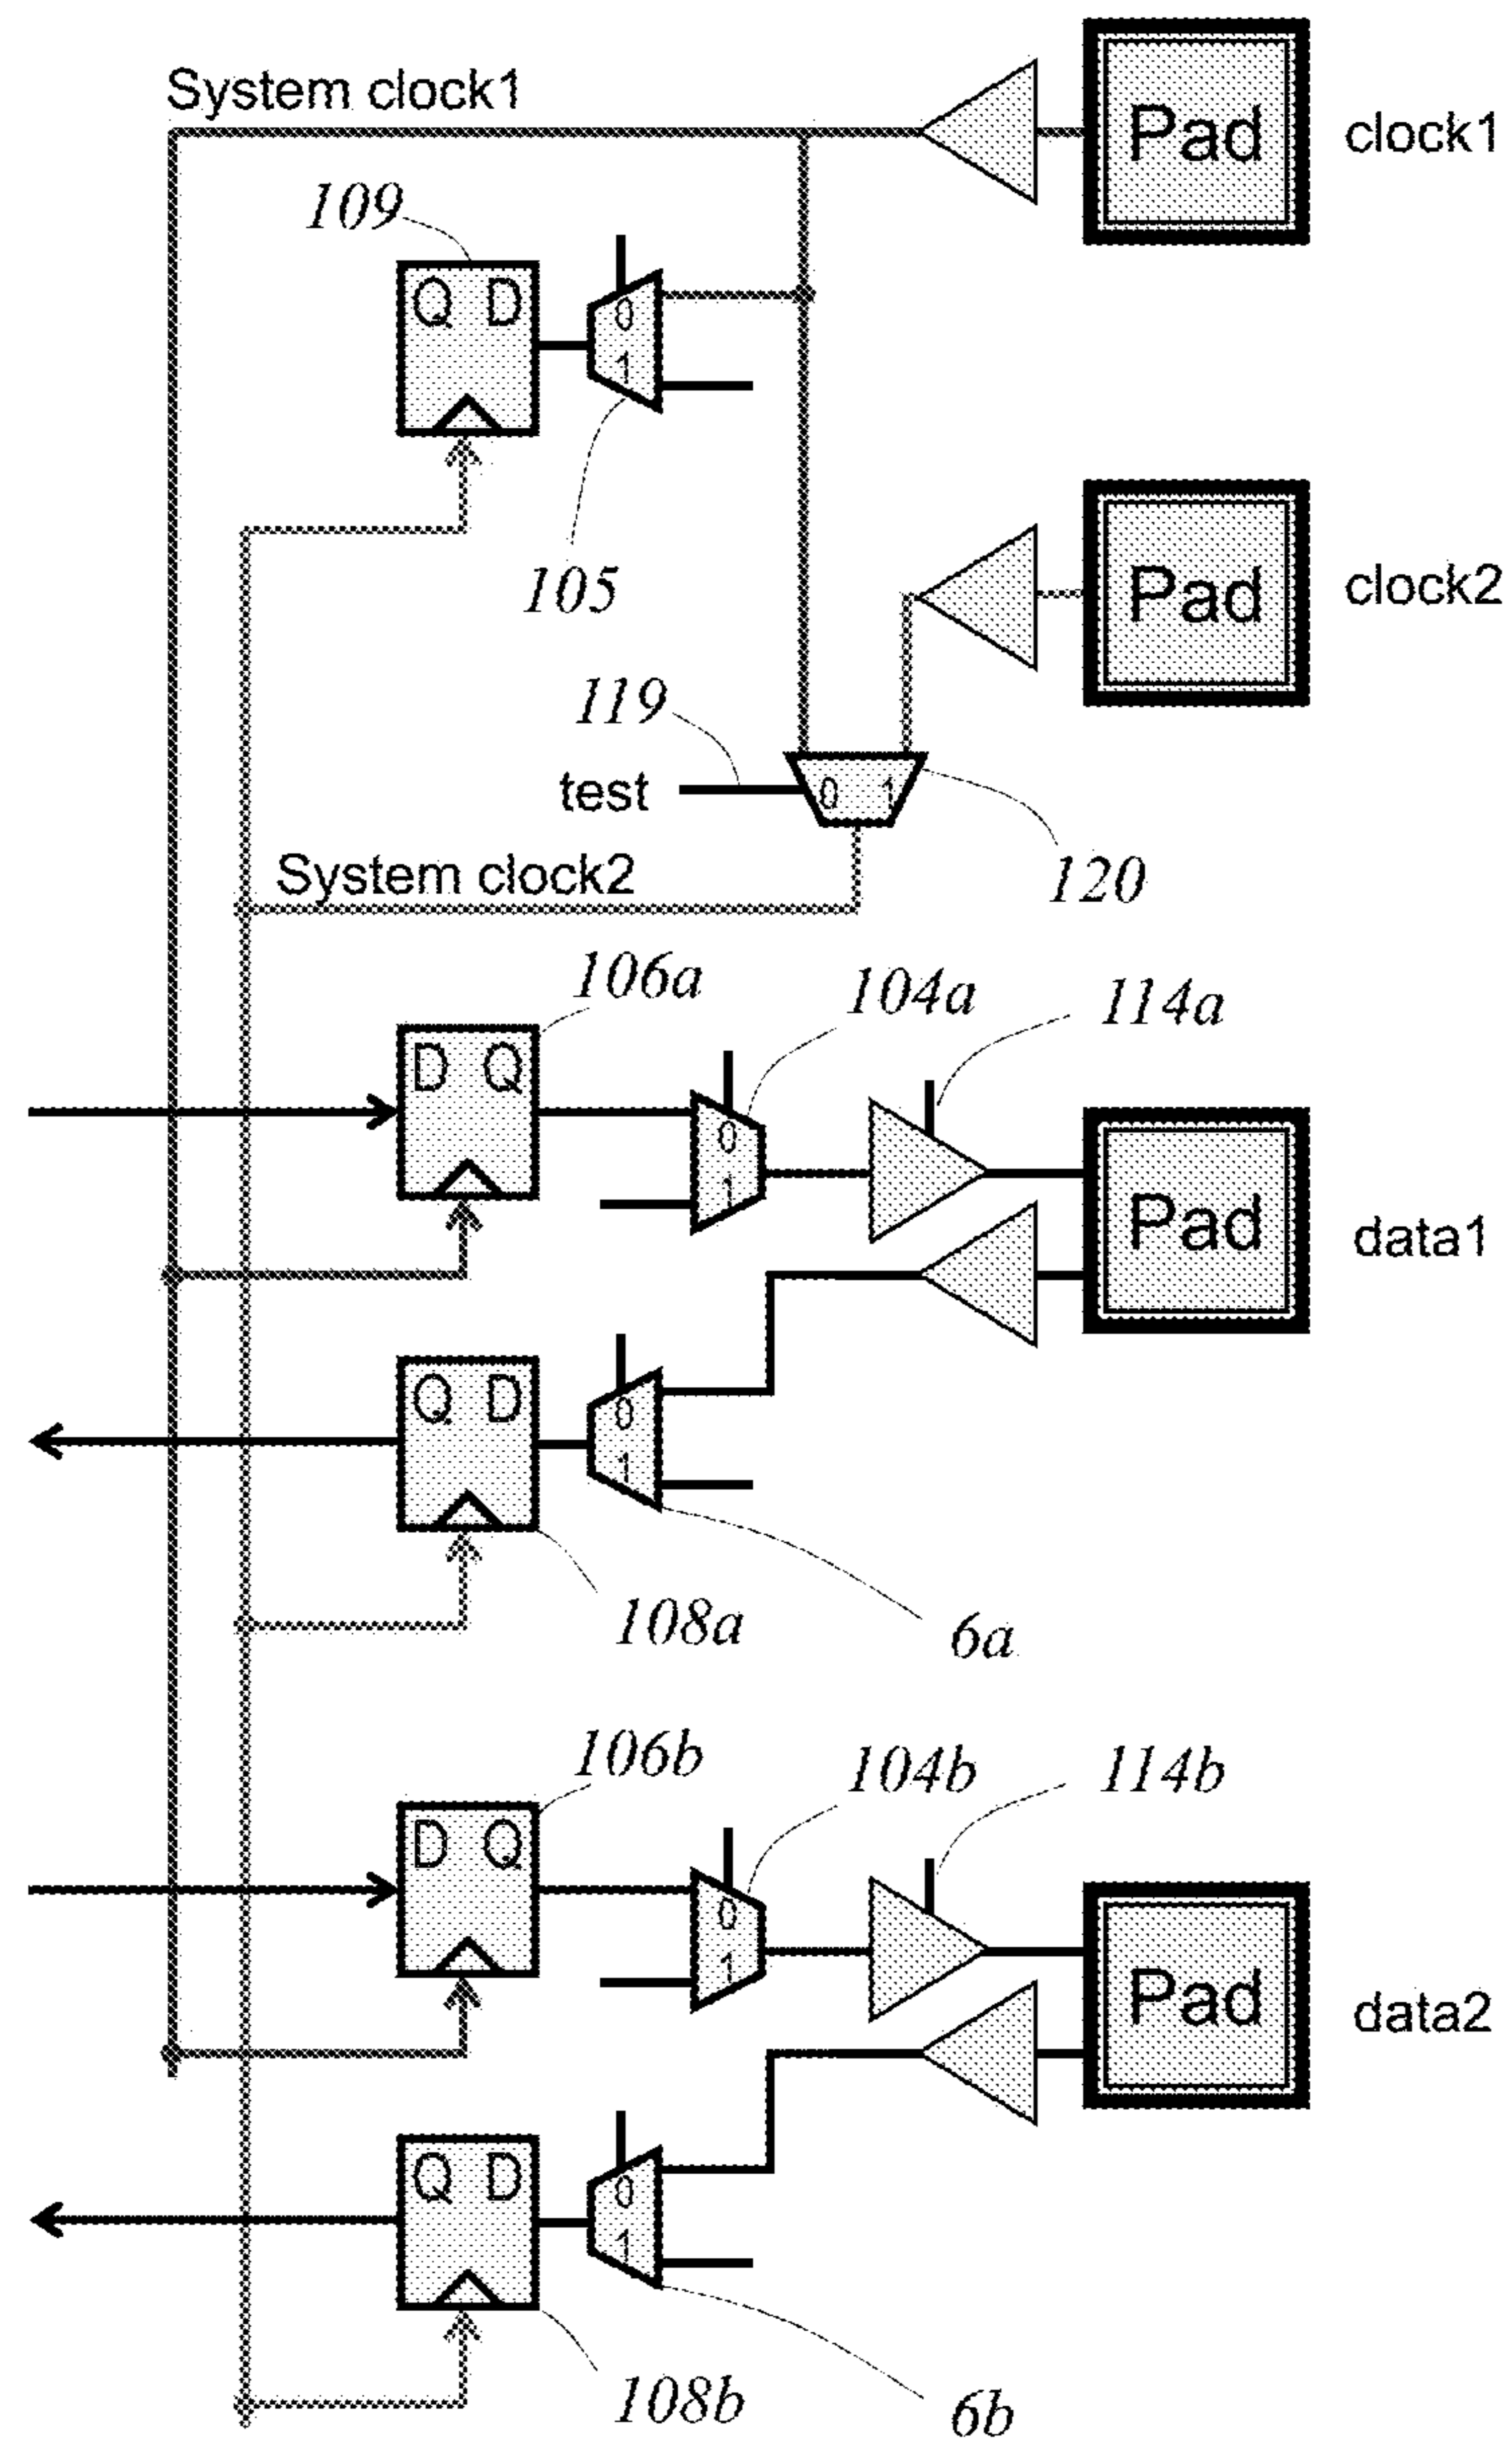 System clock1
Pad clock1
109
Q D
0
1
105
Pad clock2
119
test
0 1
120
System clock2
106a
104a
114a
D Q
0
1
Pad
data1
Q D
0
1
108a
6a
106b
104b
114b
D Q
0
1
Pad
data2
Q D
0
1
108b
6b